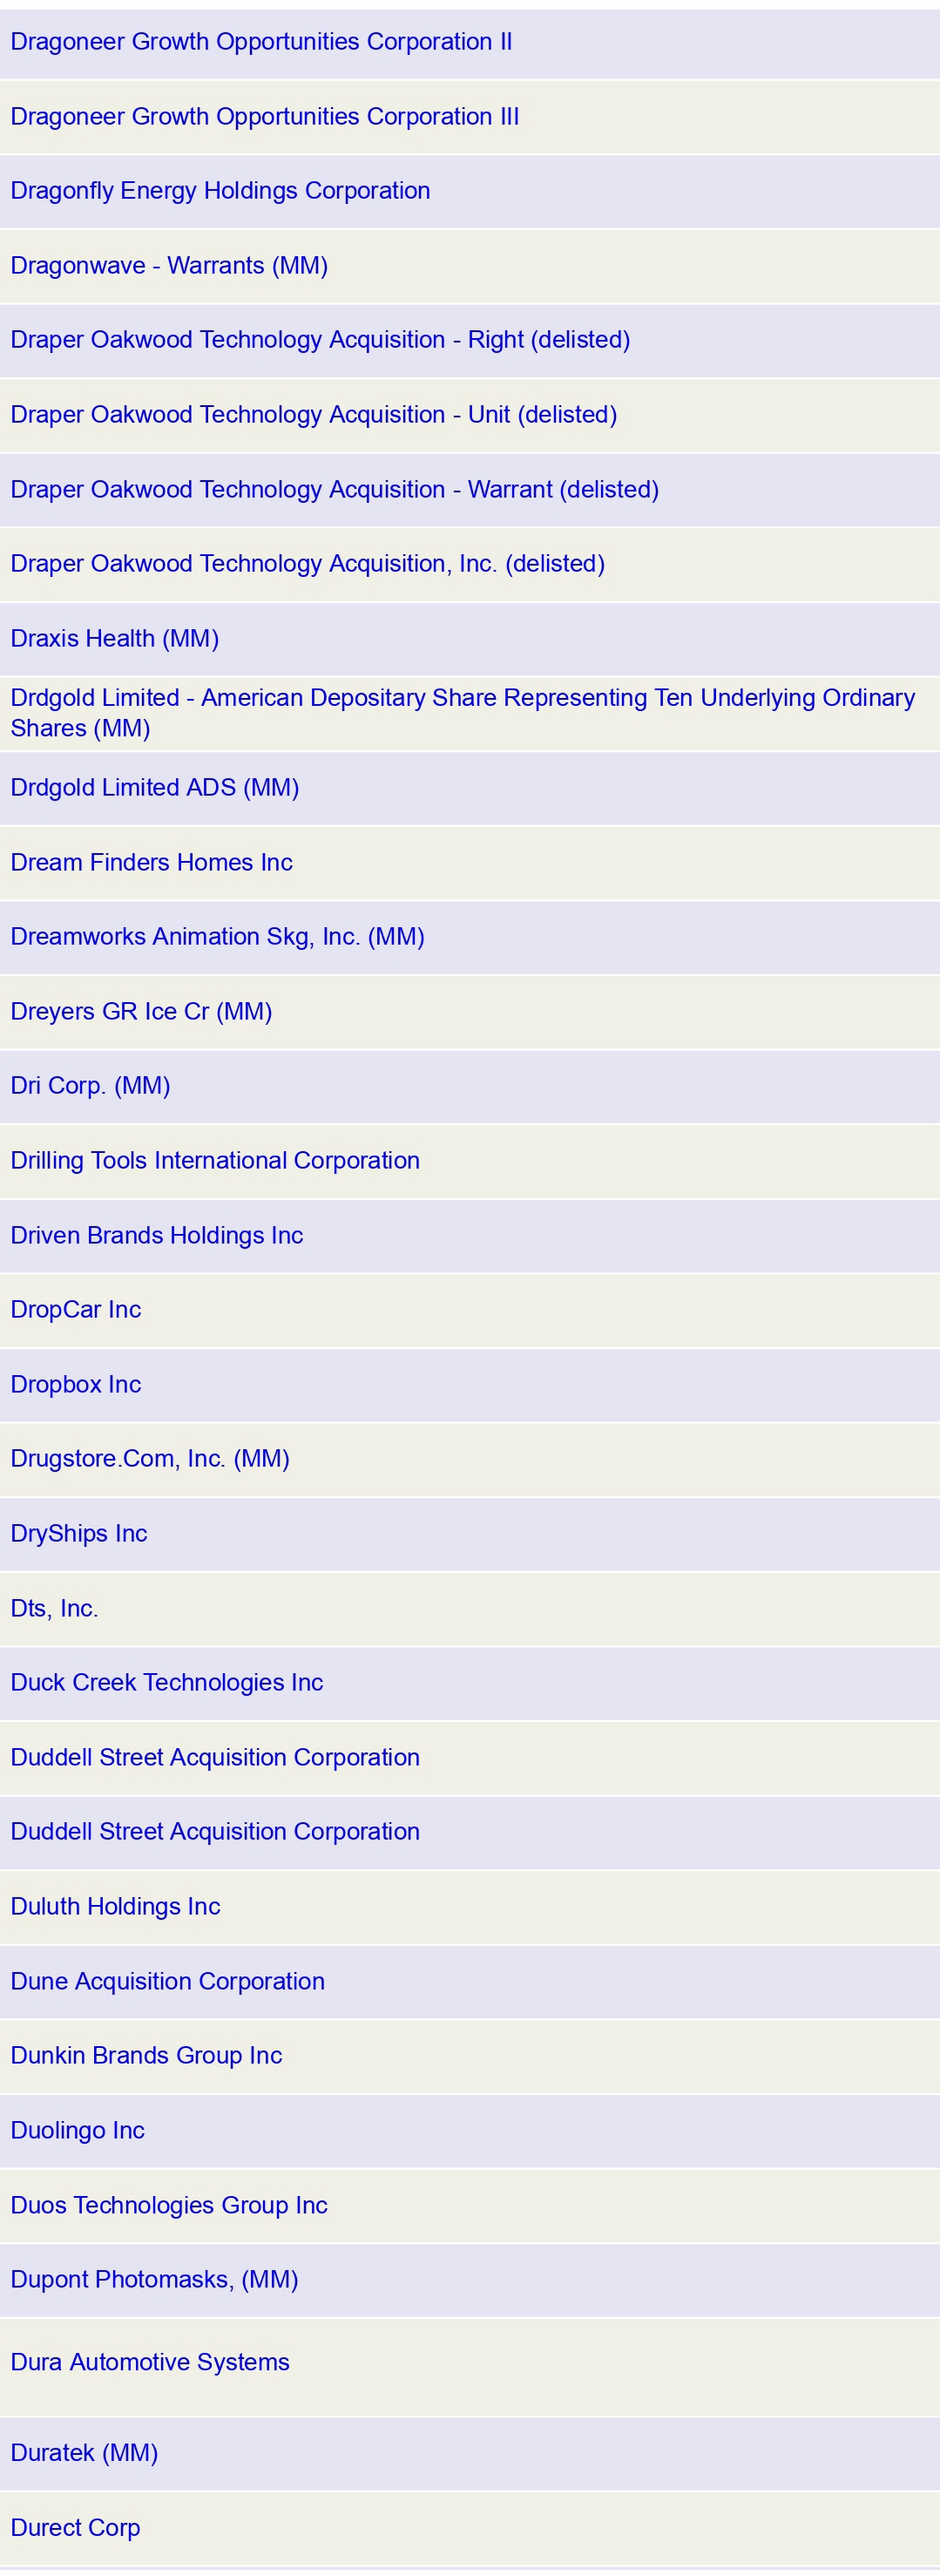 Dragoneer Growth Opportunities Corporation II
Dragoneer Growth Opportunities Corporation III
Dragonfly Energy Holdings Corporation
Dragonwave - Warrants (MM)
Draper Oakwood Technology Acquisition - Right (delisted)
Draper Oakwood Technology Acquisition - Unit (delisted)
Draper Oakwood Technology Acquisition - Warrant (delisted)
Draper Oakwood Technology Acquisition, Inc. (delisted)
Draxis Health (MM)
Drdgold Limited - American Depositary Share Representing Ten Underlying Ordinary
Shares (MM)
Drdgold Limited ADS (MM)
Dream Finders Homes Inc
Dreamworks Animation Skg, Inc. (MM)
Dreyers GR Ice Cr (MM)
Dri Corp. (MM)
Drilling Tools International Corporation
Driven Brands Holdings Inc
DropCar Inc
Dropbox Inc
Drugstore.Com, Inc. (MM)
DryShips Inc
Dts, Inc.
Duck Creek Technologies Inc
Duddell Street Acquisition Corporation
Duddell Street Acquisition Corporation
Duluth Holdings Inc
Dune Acquisition Corporation
Dunkin Brands Group Inc
Duolingo Inc
Duos Technologies Group Inc
Dupont Photomasks, (MM)
Dura Automotive Systems
Duratek (MM)
Durect Corp